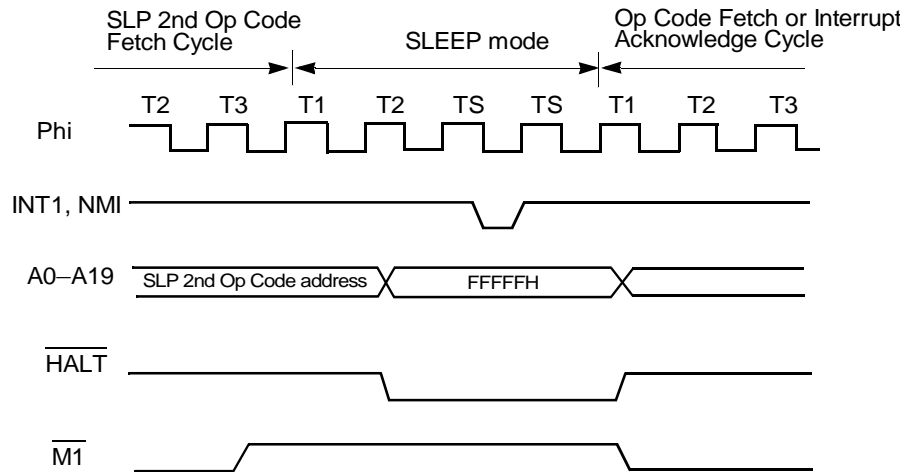 SLP 2nd Op Code
Fetch Cycle
SLEEP mode
Op Code Fetch or Interrupt
Acknowledge Cycle
T2 T3 T1 T2 TS TS T1 T2 T3
Phi
INT1, NMI
A0–A19 SLP 2nd Op Code address FFFFFH
HALT
M1